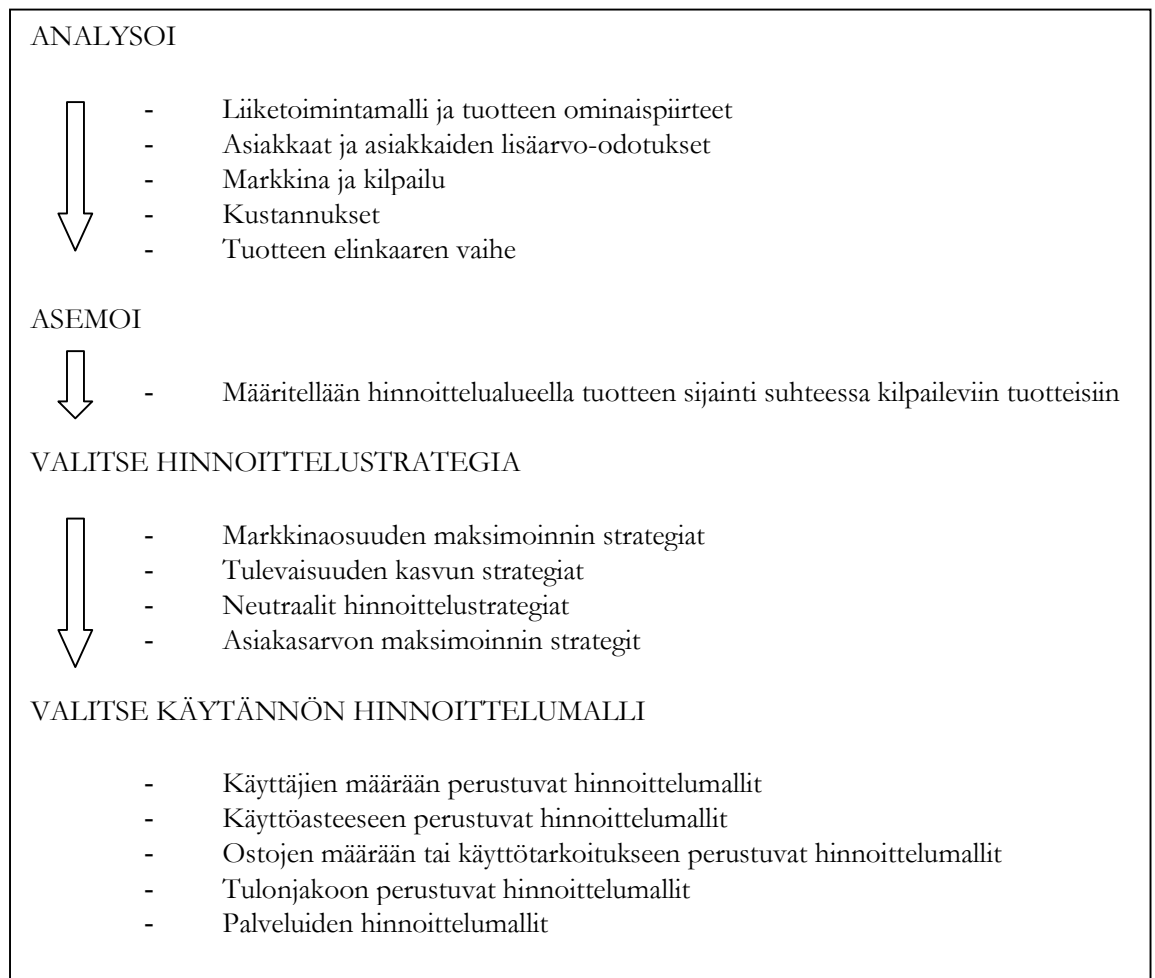 ANALYSOI
- Liiketoimintamalli ja tuotteen ominaispiirteet
- Asiakkaat ja asiakkaiden lisäarvo-odotukset
- Markkina ja kilpailu
- Kustannukset
- Tuotteen elinkaaren vaihe
ASEMOI
- Määritellään hinnoittelualueella tuotteen sijainti suhteessa kilpaileviin tuotteisiin
VALITSE HINNOITTELUSTRATEGIA
- Markkinaosuuden maksimoinnin strategiat
- Tulevaisuuden kasvun strategiat
- Neutraalit hinnoittelustrategiat
- Asiakasarvon maksimoinnin strategit
VALITSE KÄYTÄNNÖN HINNOITTELUMALLI
- Käyttäjien määrään perustuvat hinnoittelumallit
- Käyttöasteeseen perustuvat hinnoittelumallit
- Ostojen määrään tai käyttötarkoitukseen perustuvat hinnoittelumallit
- Tulonjakoon perustuvat hinnoittelumallit
- Palveluiden hinnoittelumallit